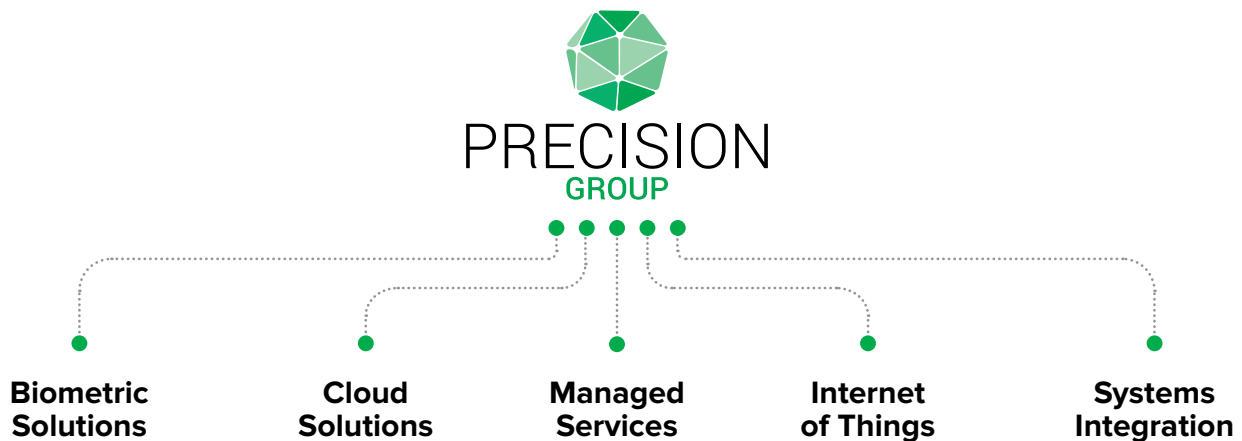 PRECISION
GROUP
Biometric
Solutions
Cloud
Solutions
Managed
Services
Internet
of Things
Systems
Integration